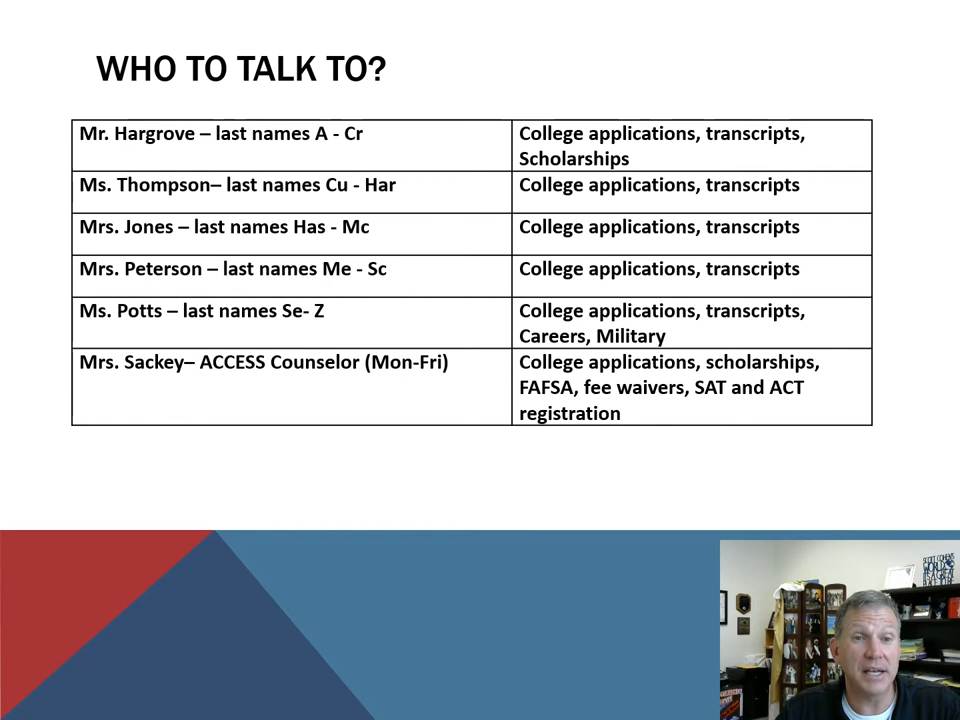 WHO TO TALK TO?
Mr. Hargrove – last names A - Cr
College applications, transcripts,
Scholarships
Ms. Thompson– last names Cu - Har
College applications, transcripts
Mrs. Jones – last names Has - Mc
College applications, transcripts
Mrs. Peterson – last names Me - Sc
College applications, transcripts
Ms. Potts – last names Se- Z
College applications, transcripts,
Careers, Military
Mrs. Sackey– ACCESS Counselor (Mon-Fri)
College applications, scholarships,
FAFSA, fee waivers, SAT and ACT
registration